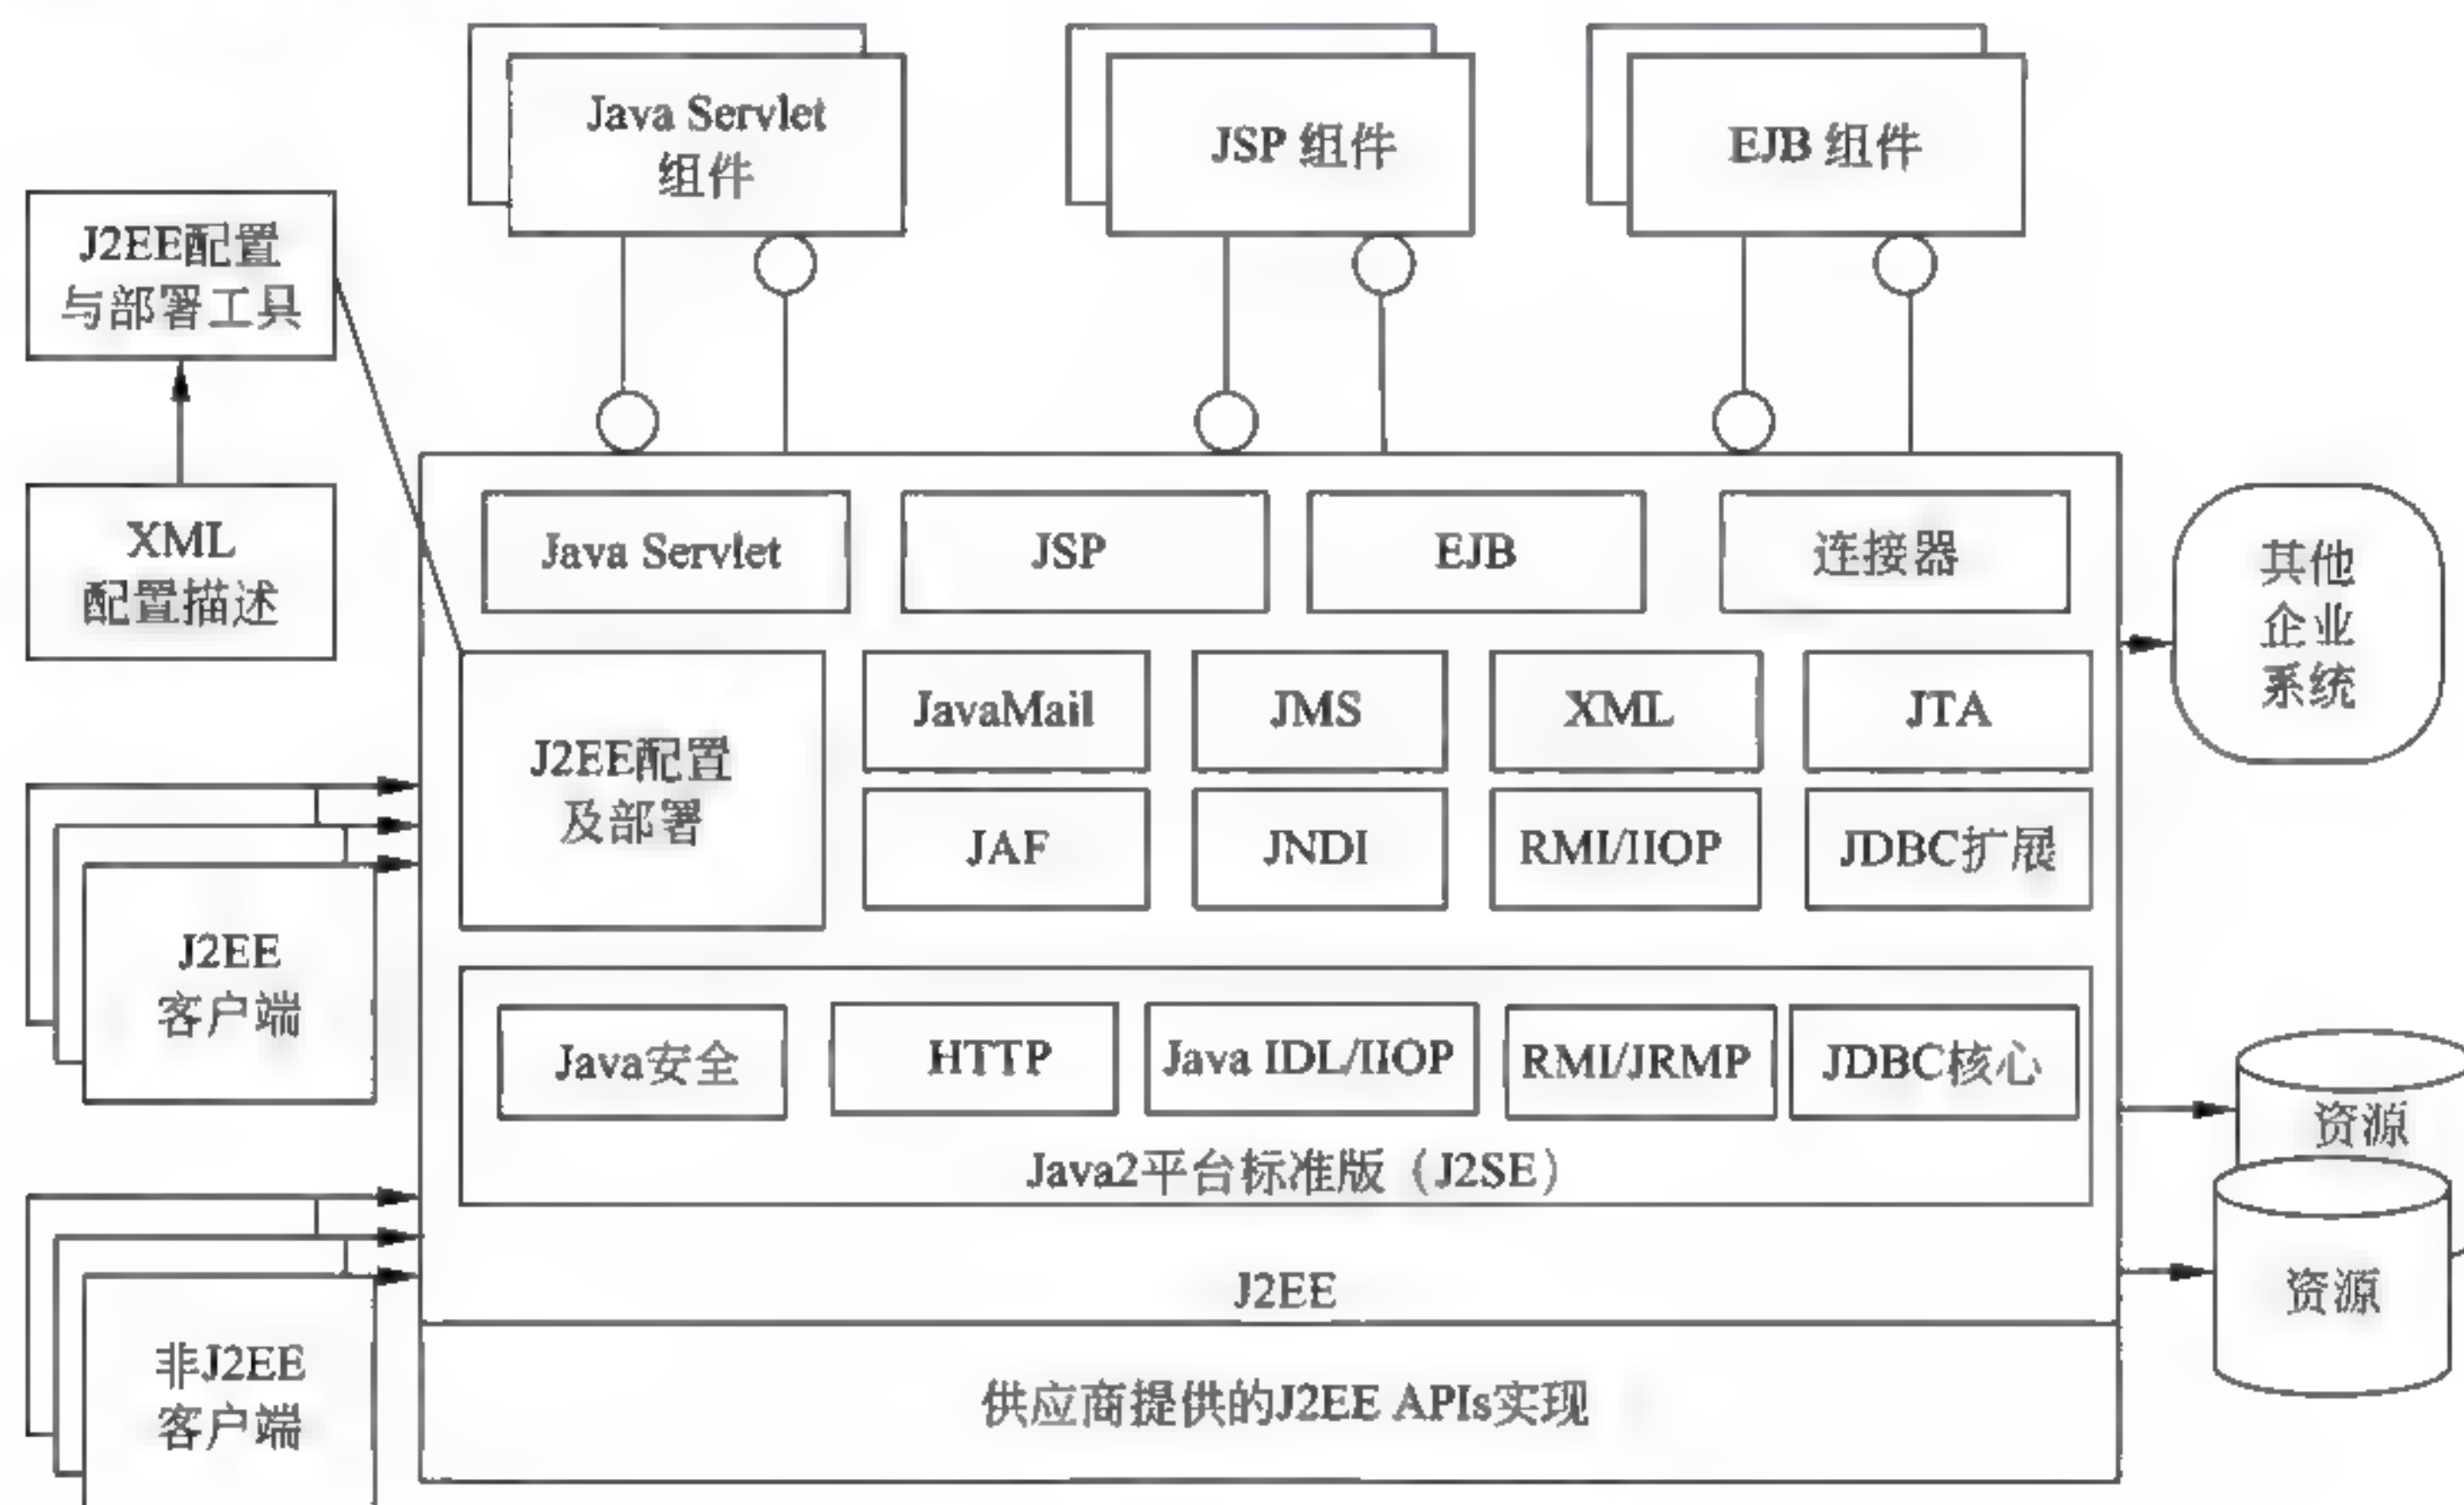 Java Servlet
组件
JSP 组件
EJB 组件
J2EE配置
与部署工具
XML
配置描述
Java Servlet
JSP
EJB
连接器
其他
企业
系统
J2EE配置
及部署
JavaMail
JMS
XML
JTA
JAF
JNDI
RMI/IIOP
JDBC扩展
J2EE
客户端
Java安全
HTTP
Java IDL/IIOP
RMI/JRMP
JDBC核心
Java2平台标准版（J2SE）
资源
资源
J2EE
非J2EE
客户端
供应商提供的J2EE APIs实现